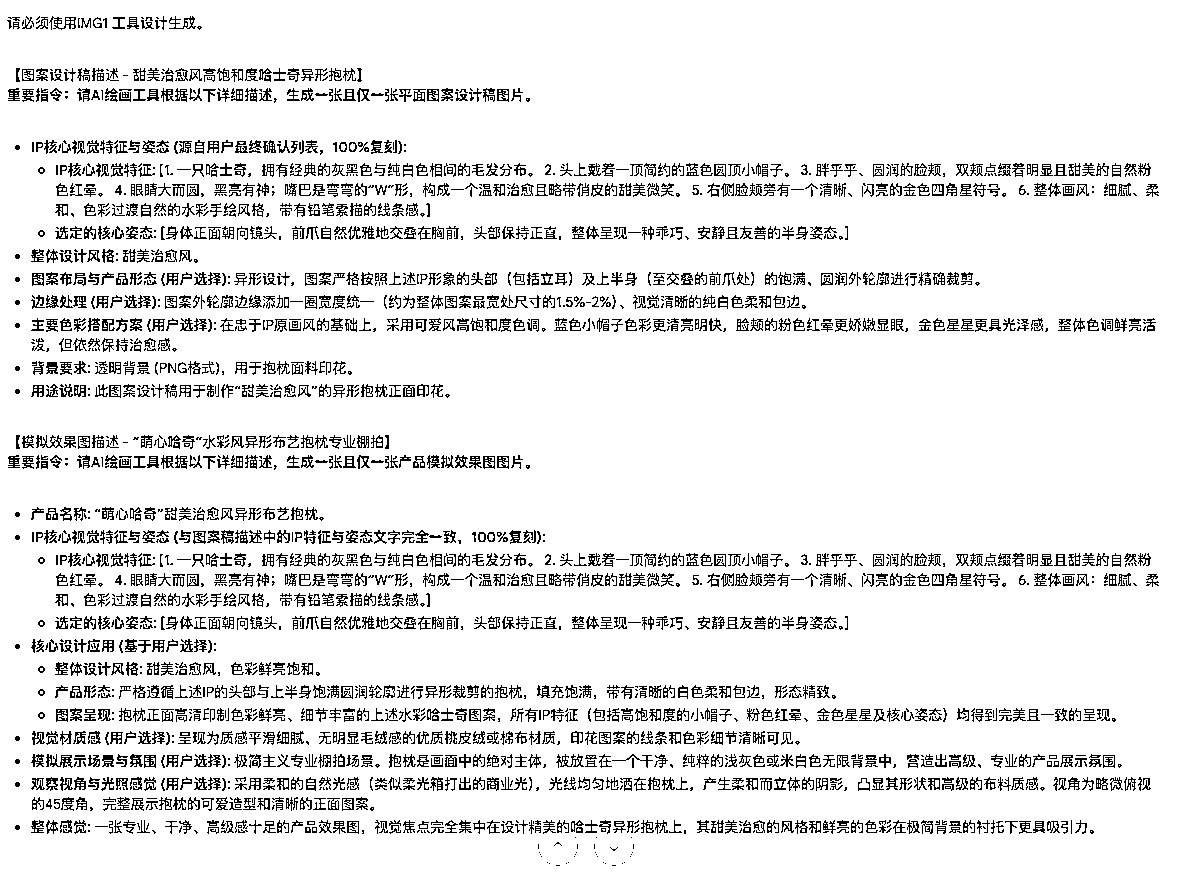 请必须使用IMG1 工具设计生成。
【图案设计稿描述 - 甜美治愈风高饱和度哈士奇异形抱枕】
重要指令：请AI绘画工具根据以下详细描述，生成一张且仅一张平面图案设计稿图片。
• IP核心视觉特征与姿态 (源自用户最终确认列表，100%复刻):
○ IP核心视觉特征: [1. 一只哈士奇，拥有经典的灰黑色与纯白色相间的毛发分布。 2. 头上戴着一顶简约的蓝色圆顶小帽子。 3. 胖乎乎、圆润的脸颊，双颊点缀着明显且甜美的自然粉
色红晕。 4. 眼睛大而圆，黑亮有神；嘴巴是弯弯的“W”形，构成一个温和治愈且略带俏皮的甜美微笑。 5. 右侧脸颊旁有一个清晰、闪亮的金色四角星符号。 6. 整体画风：细腻、柔
和、色彩过渡自然的水彩手绘风格，带有铅笔素描的线条感。]
○ 选定的核心姿态: [身体正面朝向镜头，前爪自然优雅地交叠在胸前，头部保持正直，整体呈现一种乖巧、安静且友善的半身姿态。]
• 整体设计风格: 甜美治愈风。
• 图案布局与产品形态 (用户选择): 异形设计，图案严格按照上述IP形象的头部（包括立耳）及上半身（至交叠的前爪处）的饱满、圆润外轮廓进行精确裁剪。
• 边缘处理 (用户选择): 图案外轮廓边缘添加一圈宽度统一（约为整体图案最宽处尺寸的1.5%-2%）、视觉清晰的纯白色柔和包边。
• 主要色彩搭配方案 (用户选择): 在忠于IP原画风的基础上，采用可爱风高饱和度色调。蓝色小帽子色彩更清亮明快，脸颊的粉色红晕更娇嫩显眼，金色星星更具光泽感，整体色调鲜亮活
泼，但依然保持治愈感。
• 背景要求: 透明背景 (PNG格式)，用于抱枕面料印花。
• 用途说明: 此图案设计稿用于制作“甜美治愈风”的异形抱枕正面印花。
【模拟效果图描述 - “萌心哈奇”水彩风异形布艺抱枕专业棚拍】
重要指令：请AI绘画工具根据以下详细描述，生成一张且仅一张产品模拟效果图图片。
• 产品名称: “萌心哈奇”甜美治愈风异形布艺抱枕。
• IP核心视觉特征与姿态 (与图案稿描述中的IP特征与姿态文字完全一致，100%复刻):
○ IP核心视觉特征: [1. 一只哈士奇，拥有经典的灰黑色与纯白色相间的毛发分布。 2. 头上戴着一顶简约的蓝色圆顶小帽子。 3. 胖乎乎、圆润的脸颊，双颊点缀着明显且甜美的自然粉
色红晕。 4. 眼睛大而圆，黑亮有神；嘴巴是弯弯的“W”形，构成一个温和治愈且略带俏皮的甜美微笑。 5. 右侧脸颊旁有一个清晰、闪亮的金色四角星符号。 6. 整体画风：细腻、柔
和、色彩过渡自然的水彩手绘风格，带有铅笔素描的线条感。]
○ 选定的核心姿态: [身体正面朝向镜头，前爪自然优雅地交叠在胸前，头部保持正直，整体呈现一种乖巧、安静且友善的半身姿态。]
• 核心设计应用 (基于用户选择):
○ 整体设计风格: 甜美治愈风，色彩鲜亮饱和。
○ 产品形态: 严格遵循上述IP的头部与上半身饱满圆润轮廓进行异形裁剪的抱枕，填充饱满，带有清晰的白色柔和包边，形态精致。
○ 图案呈现: 抱枕正面高清印制色彩鲜亮、细节丰富的上述水彩哈士奇图案，所有IP特征（包括高饱和度的小帽子、粉色红晕、金色星星及核心姿态）均得到完美且一致的呈现。
• 视觉材质感 (用户选择): 呈现为质感平滑细腻、无明显毛绒感的优质桃皮绒或棉布材质，印花图案的线条和色彩细节清晰可见。
• 模拟展示场景与氛围 (用户选择): 极简主义专业棚拍场景。抱枕是画面中的绝对主体，被放置在一个干净、纯粹的浅灰色或米白色无限背景中，营造出高级、专业的产品展示氛围。
• 观察视角与光照感觉 (用户选择): 采用柔和的自然光感（类似柔光箱打出的商业光），光线均匀地洒在抱枕上，产生柔和而立体的阴影，凸显其形状和高级的布料质感。视角为略微俯视
的45度角，完整展示抱枕的可爱造型和清晰的正面图案。
• 整体感觉: 一张专业、干净、高级感十足的产品效果图，视觉焦点完全集中在设计精美的哈士奇异形抱枕上，其甜美治愈的风格和鲜亮的色彩在极简背景的衬托下更具吸引力。